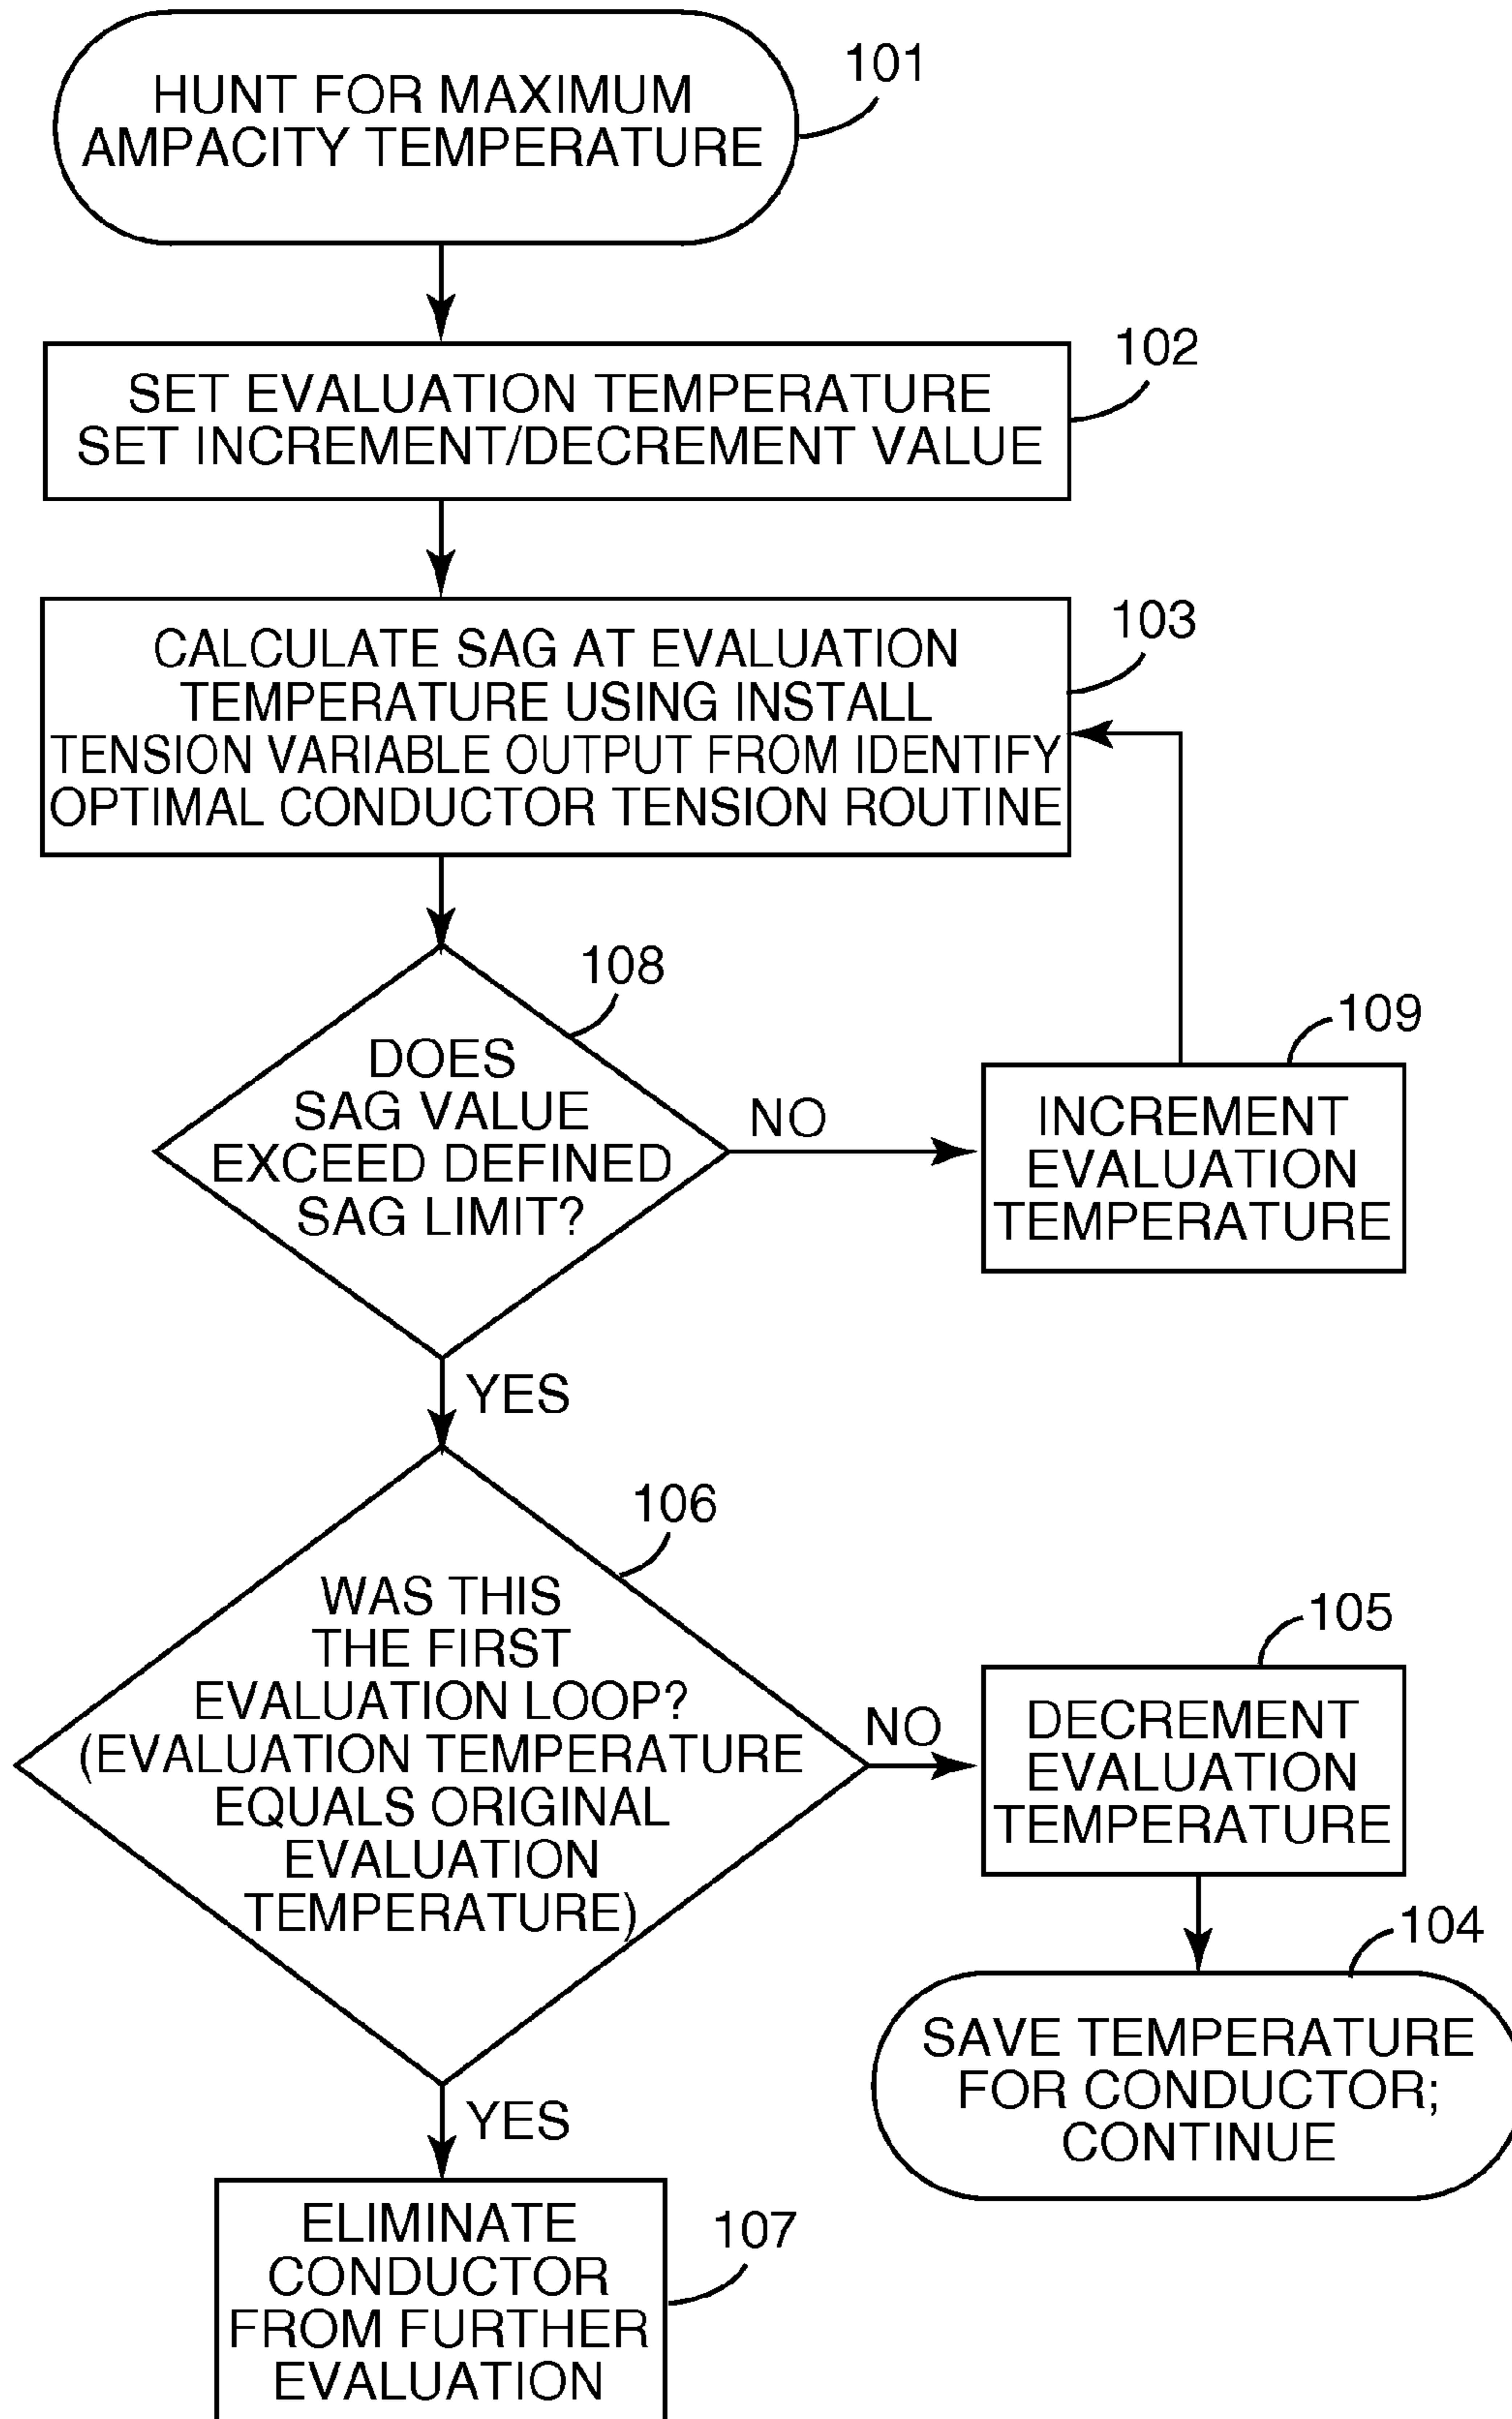 HUNT FOR MAXIMUM
AMPACITY TEMPERATURE
101
SET EVALUATION TEMPERATURE
SET INCREMENT/DECREMENT VALUE
102
CALCULATE SAG AT EVALUATION
TEMPERATURE USING INSTALL
TENSION VARIABLE OUTPUT FROM IDENTIFY
OPTIMAL CONDUCTOR TENSION ROUTINE
103
DOES
SAG VALUE
EXCEED DEFINED
SAG LIMIT?
108
NO
INCREMENT
EVALUATION
TEMPERATURE
109
YES
WAS THIS
THE FIRST
EVALUATION LOOP?
(EVALUATION TEMPERATURE
EQUALS ORIGINAL
EVALUATION
TEMPERATURE)
106
NO
DECREMENT
EVALUATION
TEMPERATURE
105
SAVE TEMPERATURE
FOR CONDUCTOR;
CONTINUE
104
YES
ELIMINATE
CONDUCTOR
FROM FURTHER
EVALUATION
107